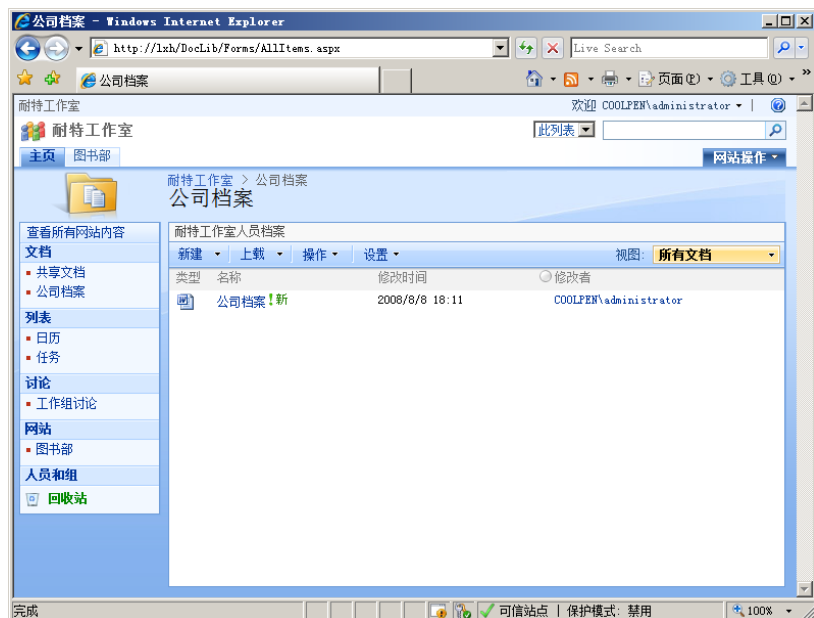 公司档案 - Windows Internet Explorer
http://lxh/DocLib/Forms/AllItems.aspx
Live Search
公司档案
页面(P)
工具(O)
»
耐特工作室
欢迎 COOLPEN\administrator
耐特工作室
此列表
主页 图书部
网站操作
耐特工作室 > 公司档案
公司档案
查看所有网站内容
文档
共享文档
公司档案
列表
日历
任务
讨论
工作组讨论
网站
图书部
人员和组
回收站
耐特工作室人员档案
新建 上载 操作 设置
视图: 所有文档
类型 名称 修改时间 修改者
公司档案!新 2008/8/8 18:11 COOLPEN\administrator
完成
可信站点 | 保护模式: 禁用
100%